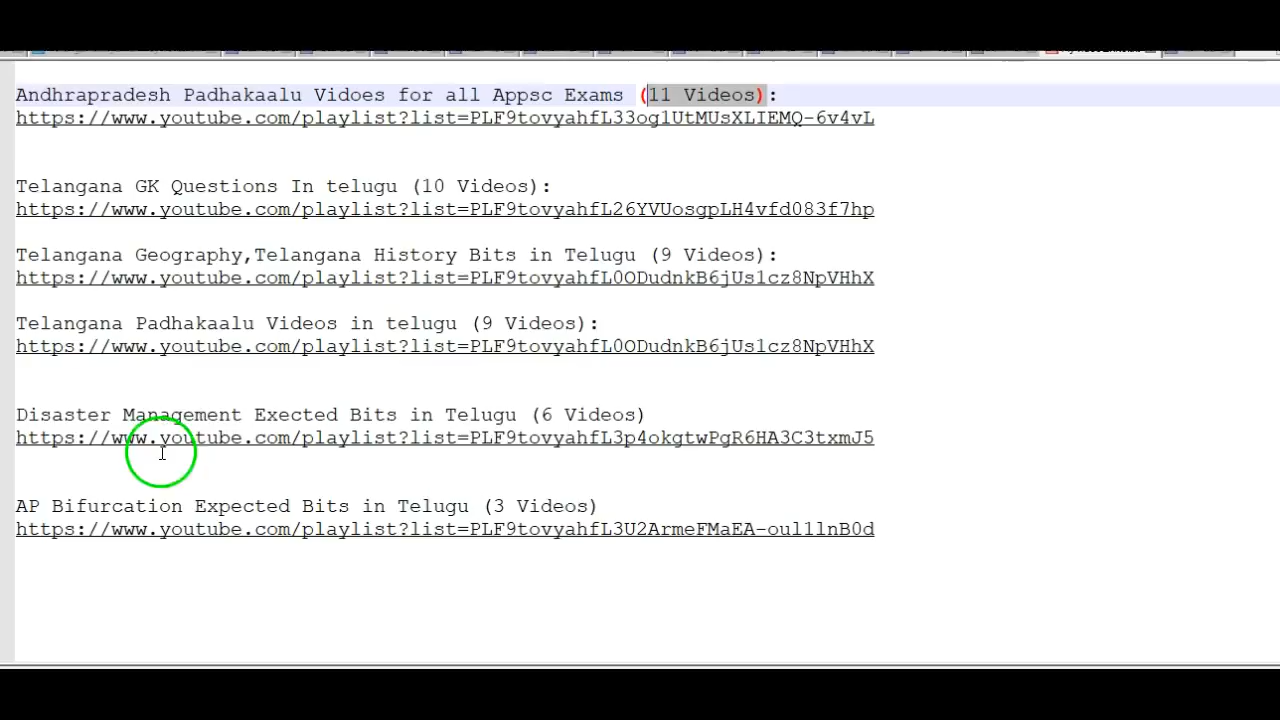 Andhrapradesh Padhakaalu Vidoes for all Appsc Exams (11 Videos):
https://www.youtube.com/playlist?list=PLF9tovyahfL33og1UtMUsXLIEMQ-6v4vL
Telangana GK Questions In telugu (10 Videos):
https://www.youtube.com/playlist?list=PLF9tovyahfL26YVUosgpLH4vfd083f7hp
Telangana Geography,Telangana History Bits in Telugu (9 Videos):
https://www.youtube.com/playlist?list=PLF9tovyahfL0ODudnkB6jUs1cz8NpVHhX
Telangana Padhakaalu Videos in telugu (9 Videos):
https://www.youtube.com/playlist?list=PLF9tovyahfL0ODudnkB6jUs1cz8NpVHhX
Disaster Management Exected Bits in Telugu (6 Videos)
https://www.youtube.com/playlist?list=PLF9tovyahfL3p4okgtwPgR6HA3C3txmJ5
AP Bifurcation Expected Bits in Telugu (3 Videos)
https://www.youtube.com/playlist?list=PLF9tovyahfL3U2ArmeFMaEA-oul1lnB0d